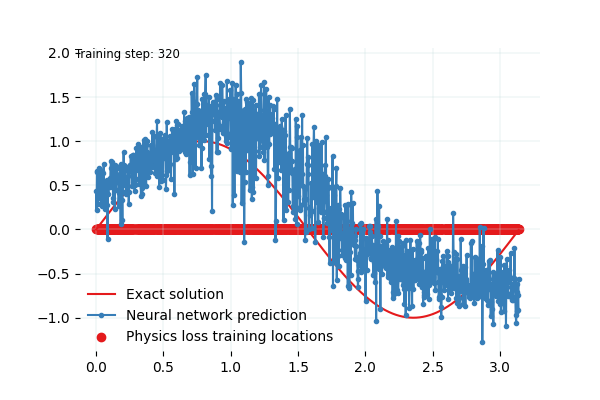 2.0
Training step: 320
1.5
1.0
0.5
0.0
−0.5
−1.0
Exact solution
Neural network prediction
Physics loss training locations
0.0 0.5 1.0 1.5 2.0 2.5 3.0